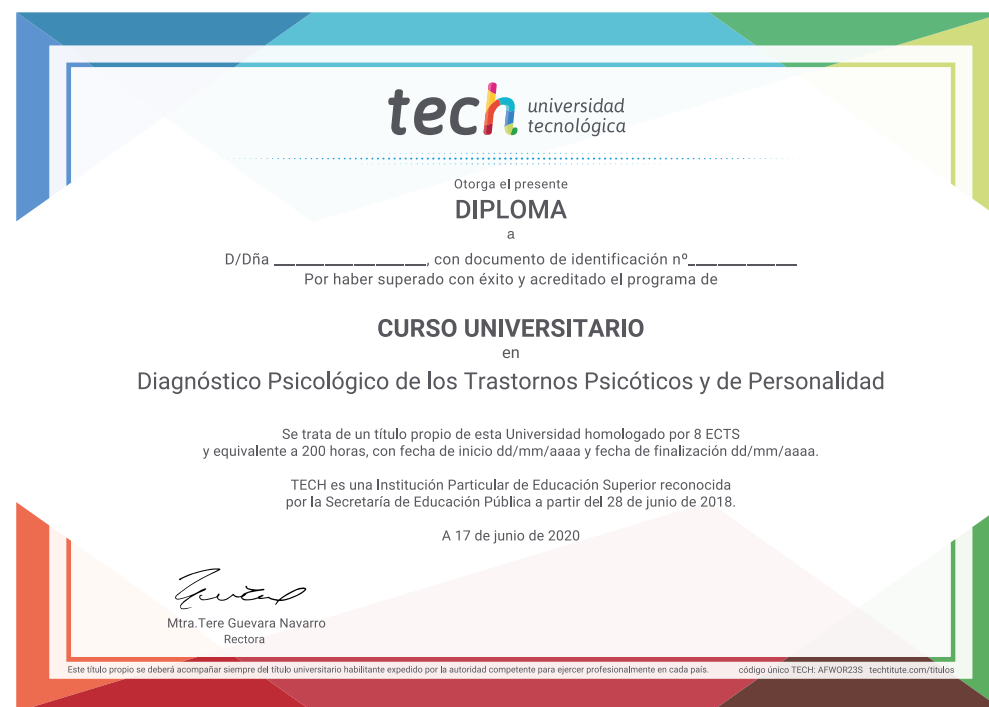 tech universidad
tecnológica
Otorga el presente
DIPLOMA
a
D/Dña ______________, con documento de identificación nº__________
Por haber superado con éxito y acreditado el programa de
CURSO UNIVERSITARIO
en
Diagnóstico Psicológico de los Trastornos Psicóticos y de Personalidad
Se trata de un título propio de esta Universidad homologado por 8 ECTS
y equivalente a 200 horas, con fecha de inicio dd/mm/aaaa y fecha de finalización dd/mm/aaaa.
TECH es una Institución Particular de Educación Superior reconocida
por la Secretaría de Educación Pública a partir del 28 de junio de 2018.
A 17 de junio de 2020
Mtra.Tere Guevara Navarro
Rectora
Este título propio se deberá acompañar siempre del título universitario habilitante expedido por la autoridad competente para ejercer profesionalmente en cada país. código único TECH: AFWOR23S techtitute.com/titulos